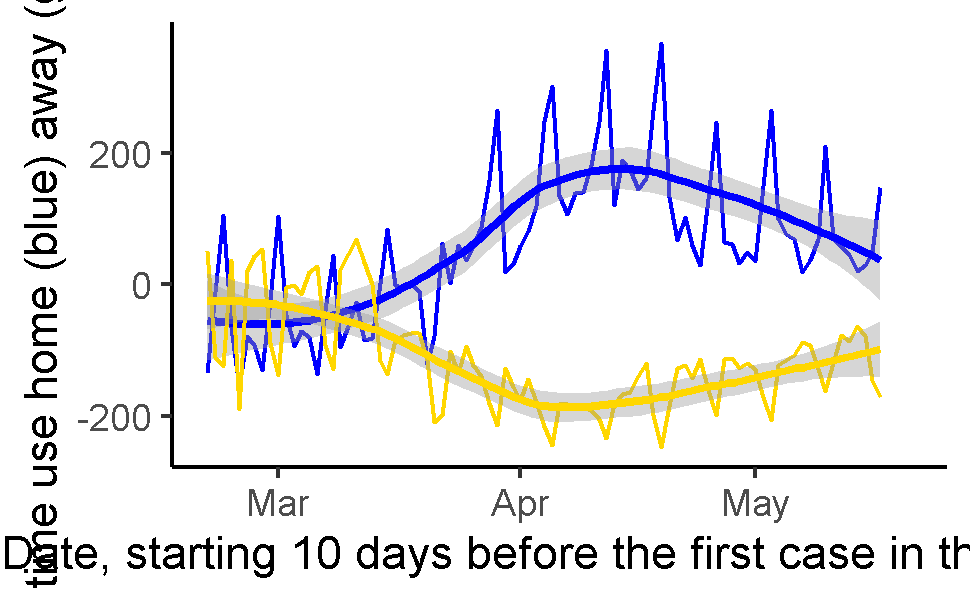 time use home (blue) away (
200
0
-200
Mar Apr May
Date, starting 10 days before the first case in th